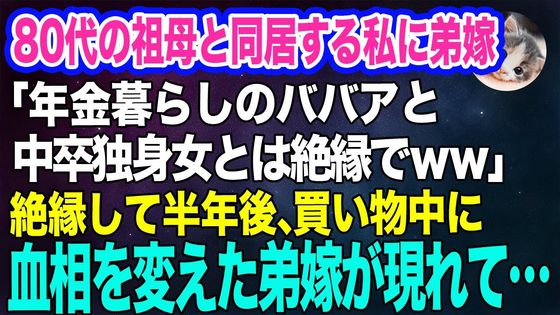 80代の祖母と同居する私に弟嫁
「年金暮らしのババアと
中卒独身女とは絶縁でww」
絶縁して半年後、買い物中に
血相を変えた弟嫁が現れて…